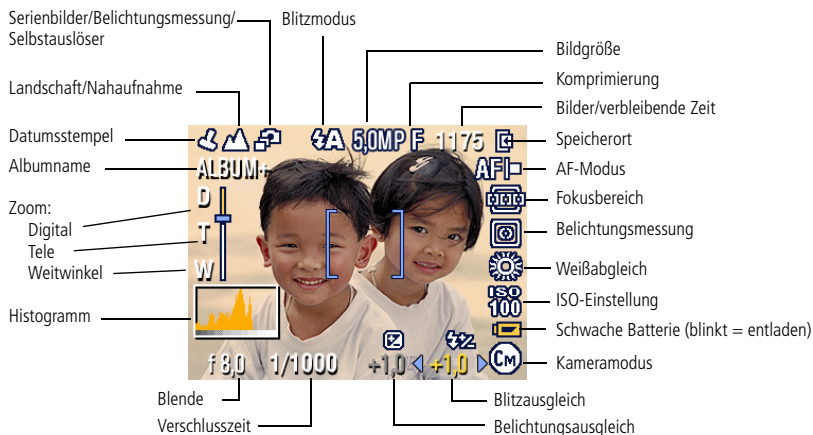 Serienbilder/Belichtungsmessung/
Selbstauslöser
Blitzmodus
Bildgröße
Komprimierung
Bilder/verbleibende Zeit
Landschaft/Nahaufnahme
Datumsstempel
Speicherort
Albumname
AF-Modus
Zoom:
Digital
Tele
Weitwinkel
Fokusbereich
Belichtungsmessung
Weißabgleich
ISO-Einstellung
Histogramm
Schwache Batterie (blinkt = entladen)
Kameramodus
Blende
Verschlusszeit
Blitzausgleich
Belichtungsausgleich
A 5,0MP F 1175
ALBUM+
AF
D
T
W
ISO
100
f 8,0 1/1000 +1,0 +1,0 CM